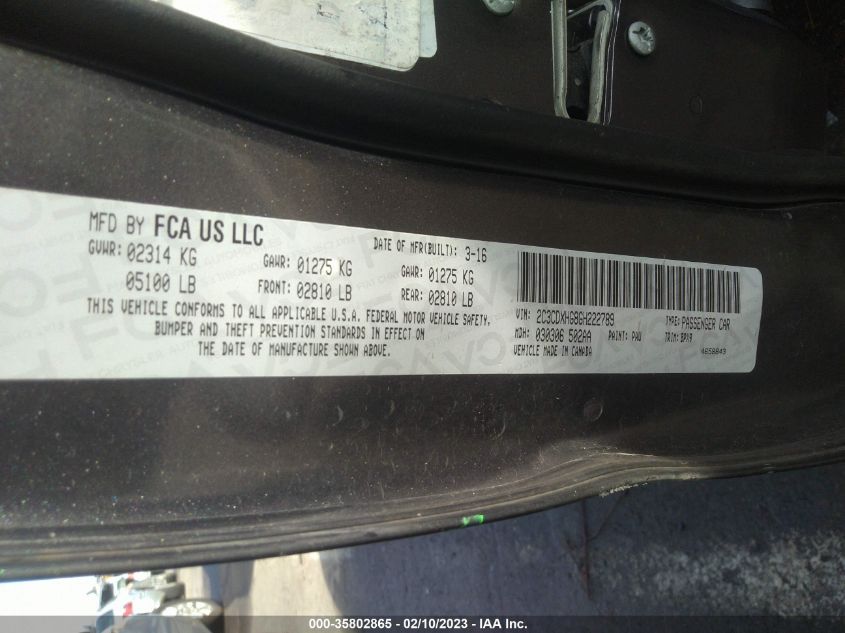 MFD BY FCA US LLC DATE OF MFR(BUILT): 3-16
GVWR: 02314 KG GAWR: 01275 KG GAWR: 01275 KG
05100 LB FRONT: 02810 LB REAR: 02810 LB
THIS VEHICLE CONFORMS TO ALL APPLICABLE U.S.A. FEDERAL MOTOR VEHICLE SAFETY,
BUMPER AND THEFT PREVENTION STANDARDS IN EFFECT ON
THE DATE OF MANUFACTURE SHOWN ABOVE.
VIN: 2C3CDXHG8GH222789 TYPE: PASSENGER CAR
MDH: 030306 502AA PAINT: PAU TRIM: BPX9
VEHICLE MADE IN CANADA 4658849
000-35802865 - 02/10/2023 - IAA Inc.